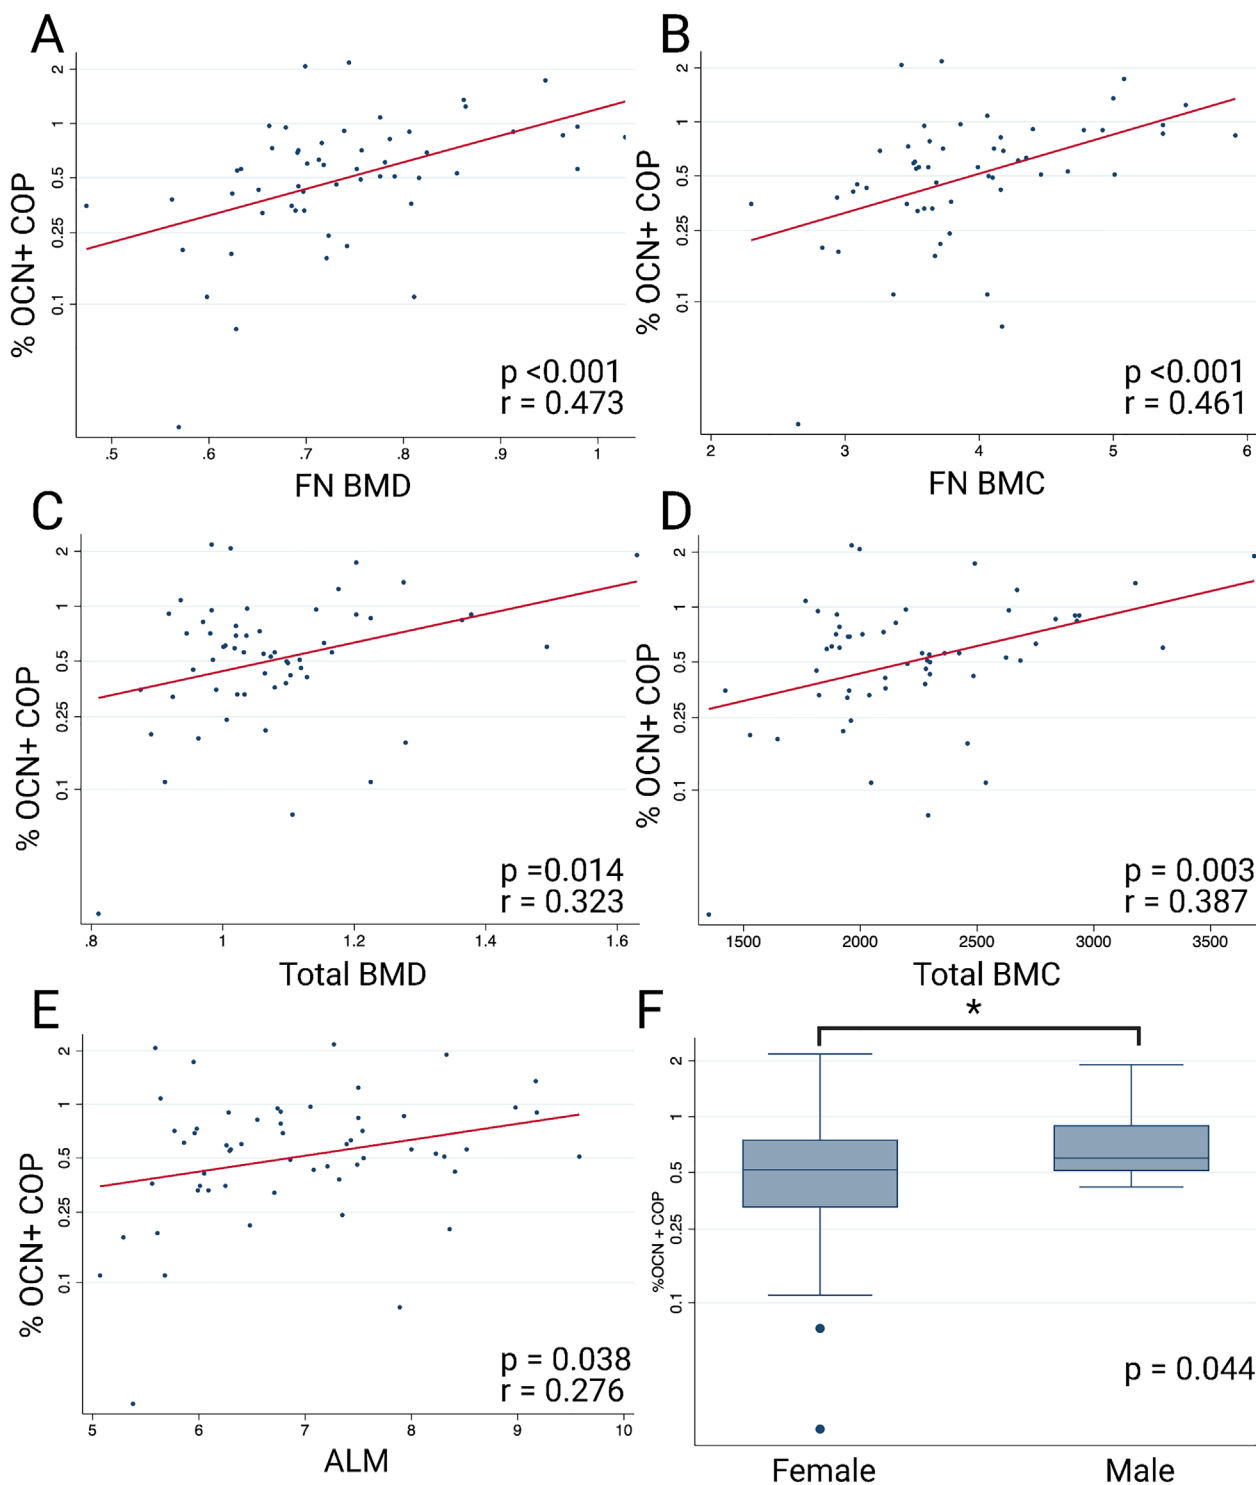 A
% OCN+ COP
2
1
0.5
0.25
0.1
p <0.001
r = 0.473
.5 .6 .7 .8 .9 1
FN BMD
B
% OCN+ COP
2
1
0.5
0.25
0.1
p <0.001
r = 0.461
2 3 4 5 6
FN BMC
C
% OCN+ COP
2
1
0.5
0.25
0.1
p =0.014
r = 0.323
.8 1 1.2 1.4 1.6
Total BMD
D
% OCN+ COP
2
1
0.5
0.25
0.1
p = 0.003
r = 0.387
1500 2000 2500 3000 3500
Total BMC
E
% OCN+ COP
2
1
0.5
0.25
0.1
p = 0.038
r = 0.276
5 6 7 8 9 10
ALM
F
*
%OCN + COP
2
1
0.5
0.25
0.1
p = 0.044
Female Male